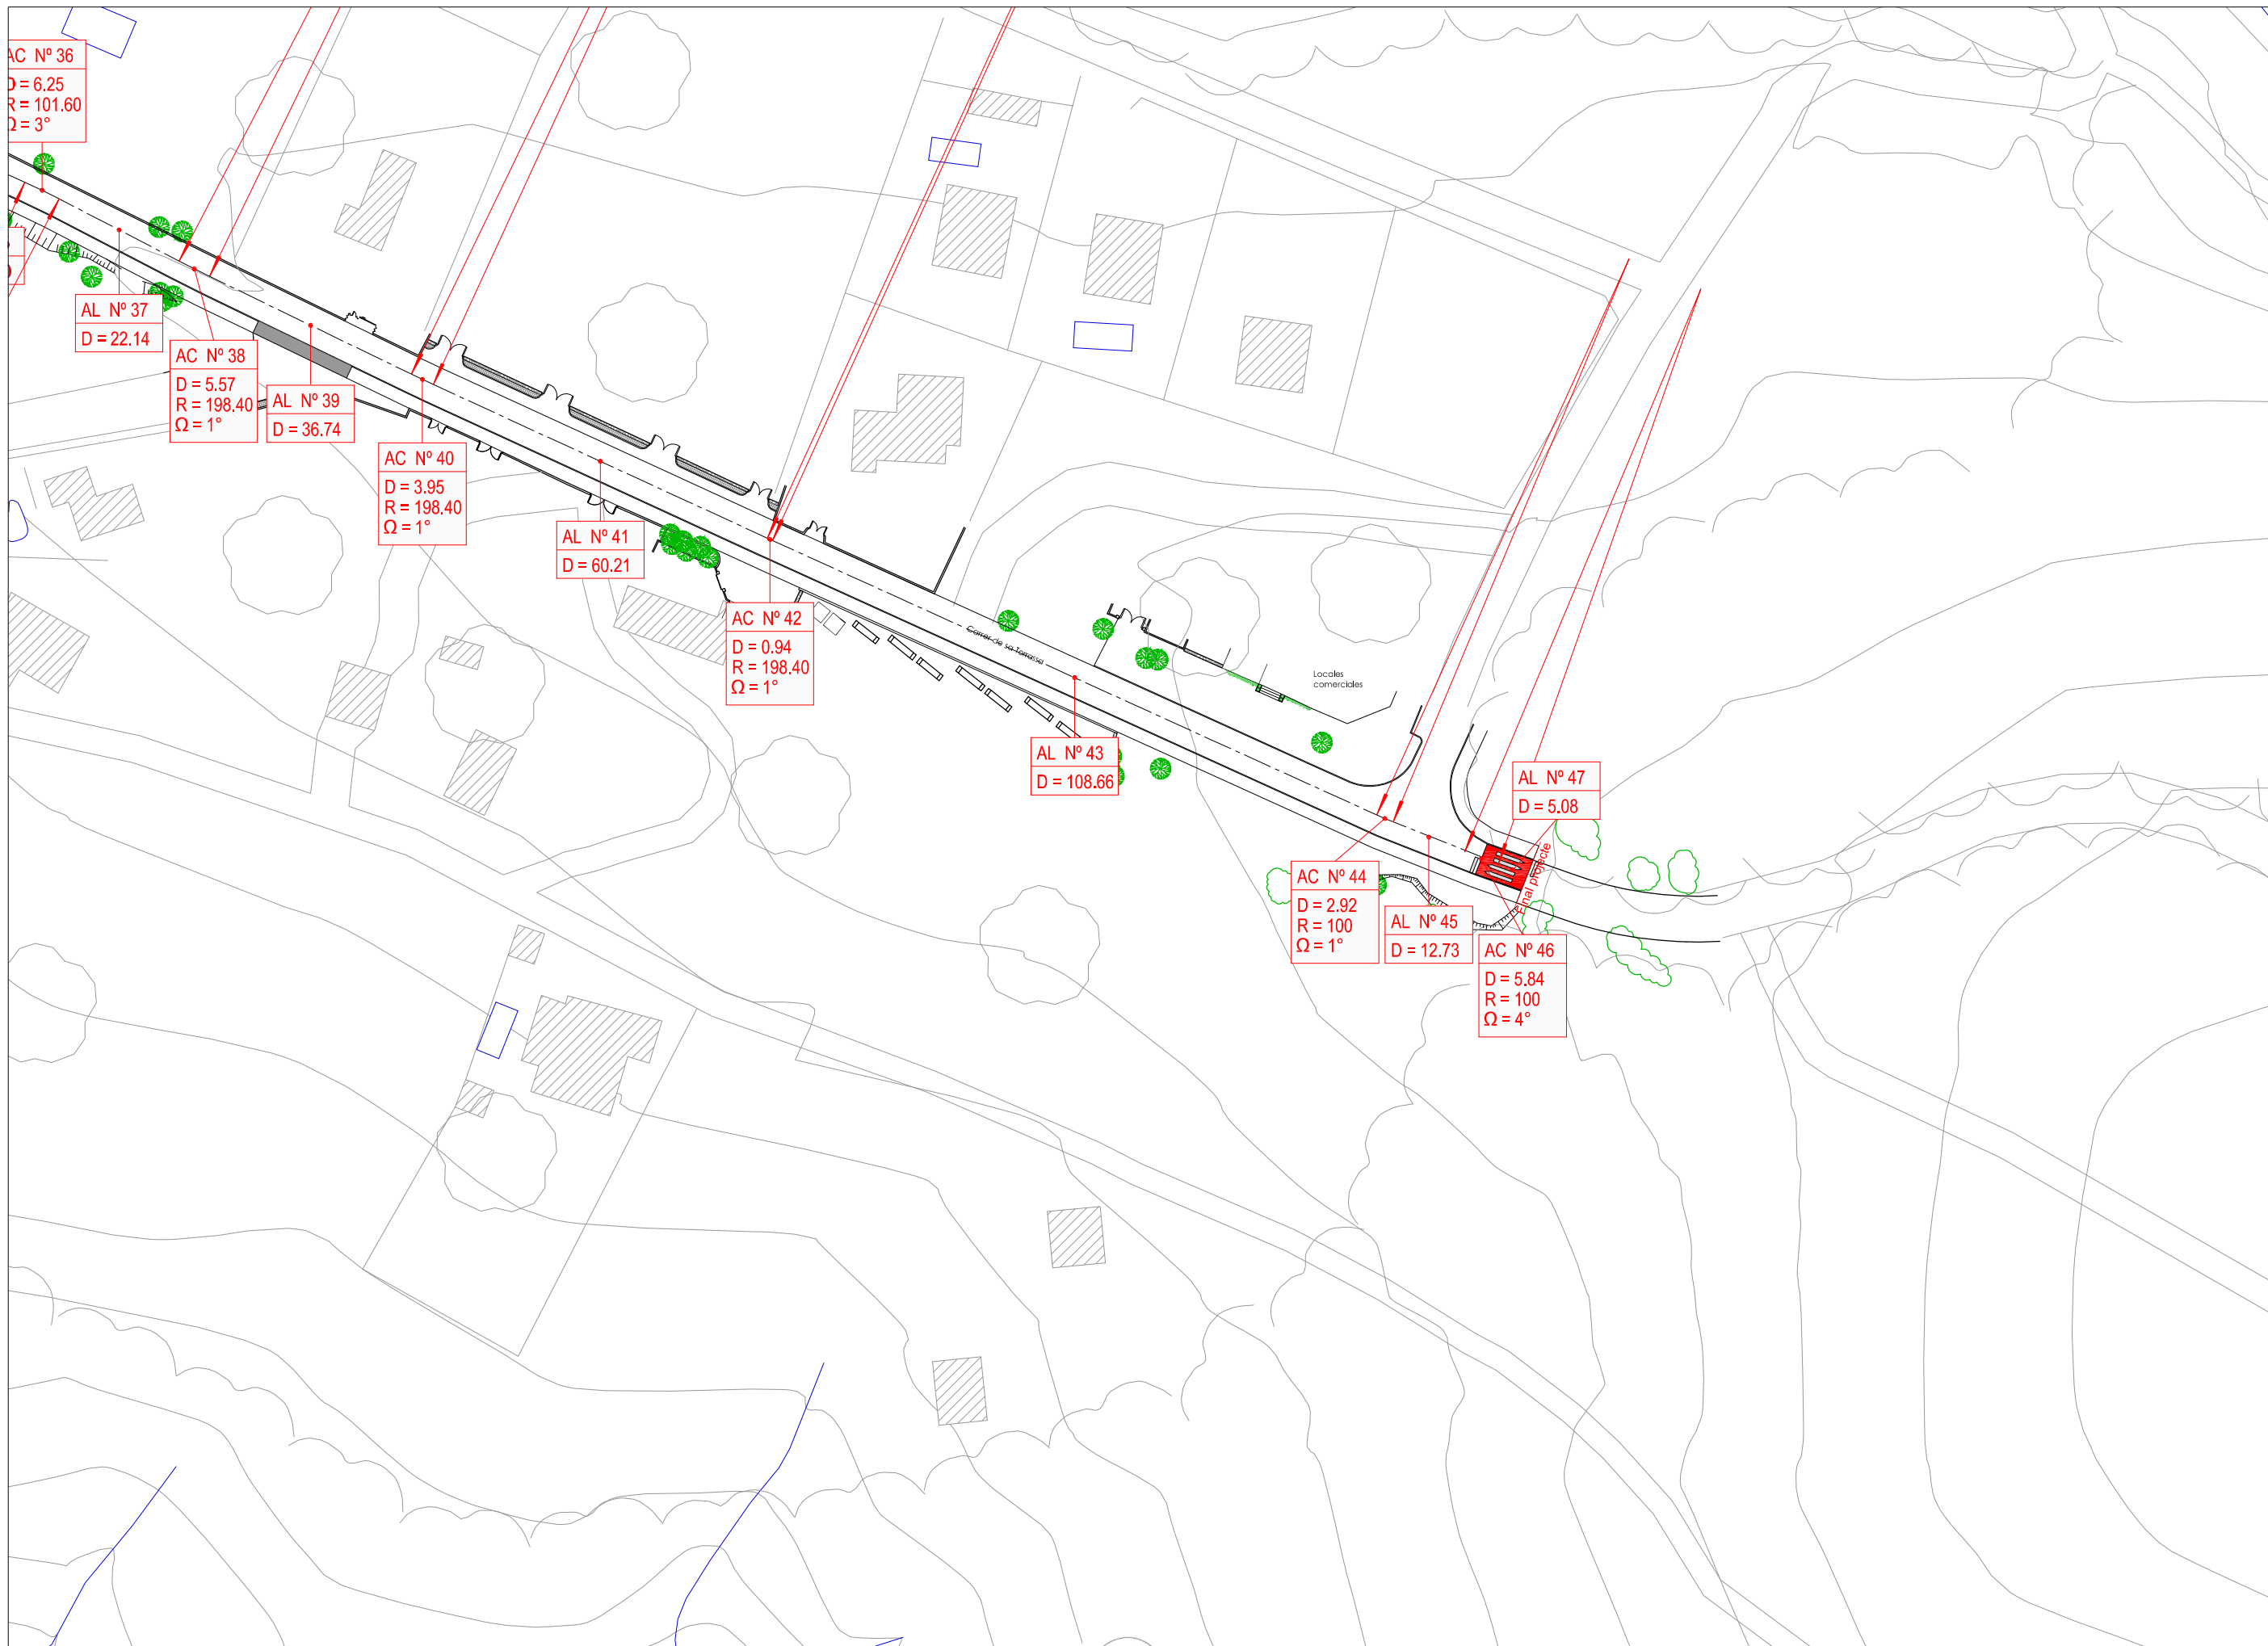 AC Nº 36
D = 6.25
R = 101.60
Ω = 3°
AL Nº 37
D = 22.14
AC Nº 38
D = 5.57
R = 198.40
Ω = 1°
AL Nº 39
D = 36.74
AC Nº 40
D = 3.95
R = 198.40
Ω = 1°
AL Nº 41
D = 60.21
AC Nº 42
D = 0.94
R = 198.40
Ω = 1°
Carrer de sa Torrassa
Locales
comerciales
AL Nº 43
D = 108.66
AC Nº 44
D = 2.92
R = 100
Ω = 1°
AL Nº 45
D = 12.73
AL Nº 47
D = 5.08
Final projecte
AC Nº 46
D = 5.84
R = 100
Ω = 4°